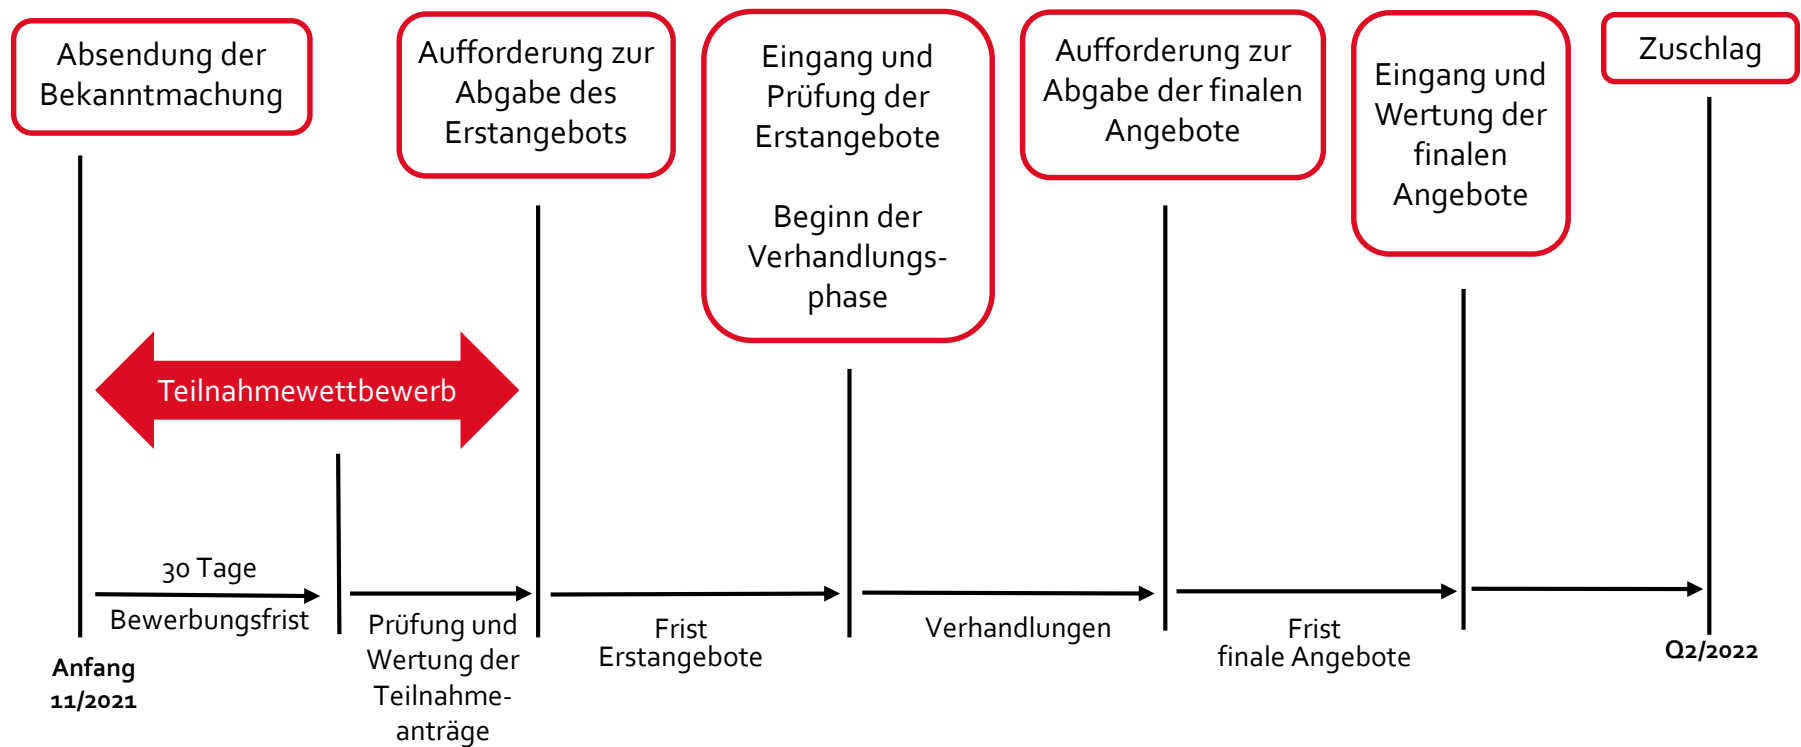 Absendung der
Bekanntmachung
Aufforderung zur
Abgabe des
Erstangebots
Eingang und
Prüfung der
Erstangebote
Beginn der
Verhandlungs-
phase
Aufforderung zur
Abgabe der finalen
Angebote
Eingang und
Wertung der
finalen
Angebote
Zuschlag
Teilnahmewettbewerb
30 Tage
Bewerbungsfrist
Prüfung und
Wertung der
Teilnahme-
anträge
Frist
Erstangebote
Verhandlungen
Frist
finale Angebote
Anfang
11/2021
Q2/2022